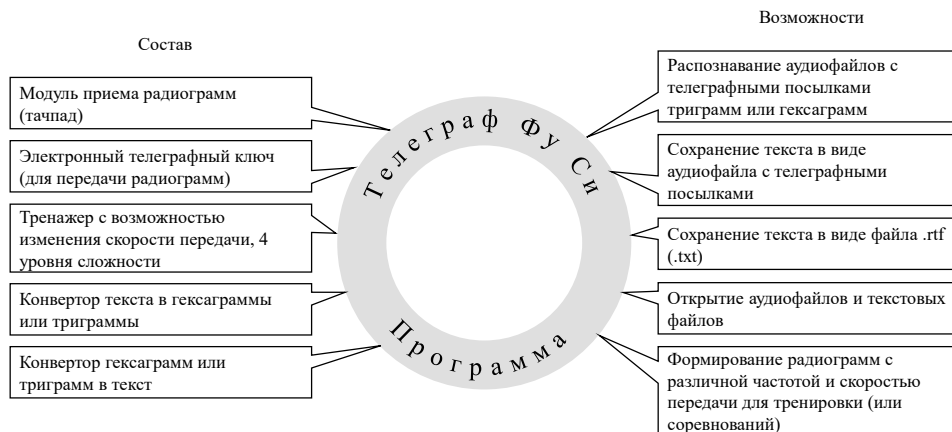 Состав
Модуль приема радиограмм
(тачпад)
Электронный телеграфный ключ
(для передачи радиограмм)
Тренажер с возможностью
изменения скорости передачи, 4
уровня сложности
Конвертор текста в гексаграммы
или триграммы
Конвертор гексаграмм или
триграмм в текст
Телеграф Фу Си
Программа
Возможности
Распознавание аудиофайлов с
телеграфными посылками
триграмм или гексаграмм
Сохранение текста в виде
аудиофайла с телеграфными
посылками
Сохранение текста в виде файла .rtf
(.txt)
Открытие аудиофайлов и текстовых
файлов
Формирование радиограмм с
различной частотой и скоростью
передачи для тренировки (или
соревнований)